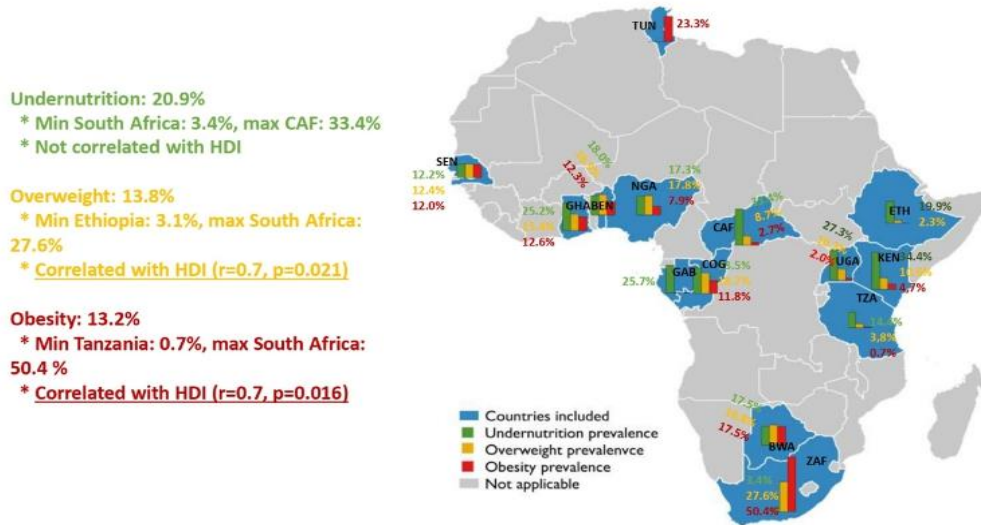 Undernutrition: 20.9%
* Min South Africa: 3.4%, max CAF: 33.4%
* Not correlated with HDI
Overweight: 13.8%
* Min Ethiopia: 3.1%, max South Africa:
27.6%
* Correlated with HDI (r=0.7, p=0.021)
Obesity: 13.2%
* Min Tanzania: 0.7%, max South Africa:
50.4 %
* Correlated with HDI (r=0.7, p=0.016)
TUN
23.3%
SEN
12.2%
12.4%
12.0%
18.0%
12.3%
GHA
BEN
25.2%
12.6%
NGA
17.3%
17.8%
7.9%
CAF
8.7%
2.7%
ETH
19.9%
2.3%
27.3%
2.0%
UGA
KEN
34.4%
4,7%
GAB
25.7%
COG
11.8%
TZA
3,8%
0.7%
17.5%
17.5%
BWA
ZAF
3.4%
27.6%
50.4%
Countries included
Undernutrition prevalence
Overweight prevalenvce
Obesity prevalence
Not applicable